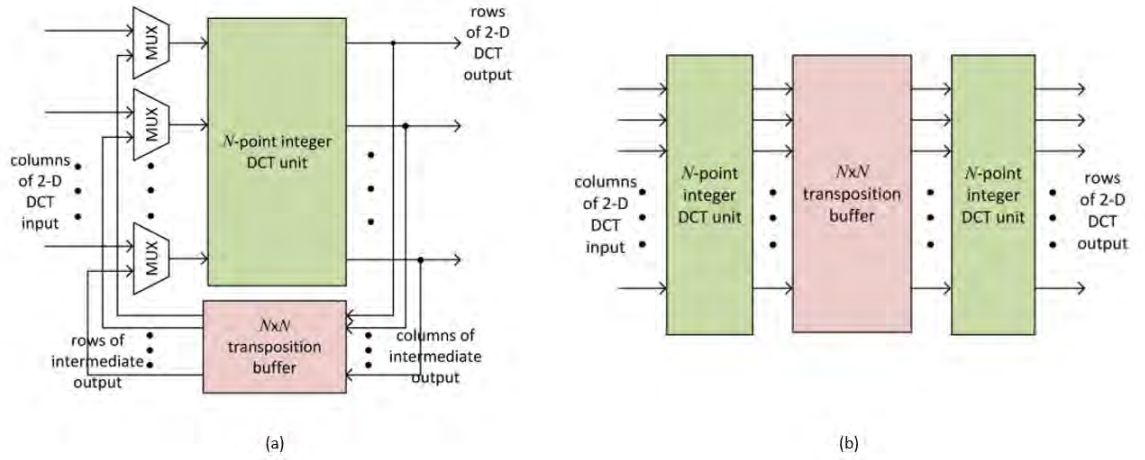 MUX
MUX
MUX
columns
of 2-D
DCT
input
N-point integer
DCT unit
rows
of 2-D
DCT
output
NxN
transposition
buffer
rows of
intermediate
output
columns of
intermediate
output
(a)
columns
of 2-D
DCT
input
N-point
integer
DCT unit
NxN
transposition
buffer
N-point
integer
DCT unit
rows
of 2-D
DCT
output
(b)